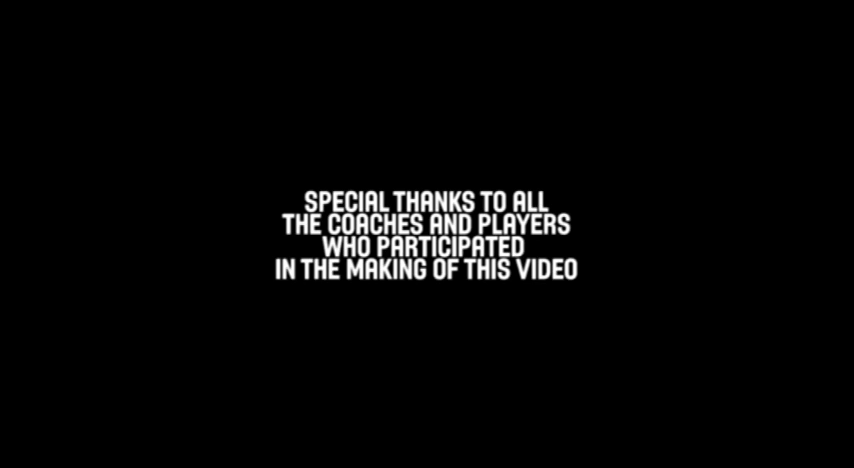 SPECIAL THANKS TO ALL
THE COACHES AND PLAYERS
WHO PARTICIPATED
IN THE MAKING OF THIS VIDEO